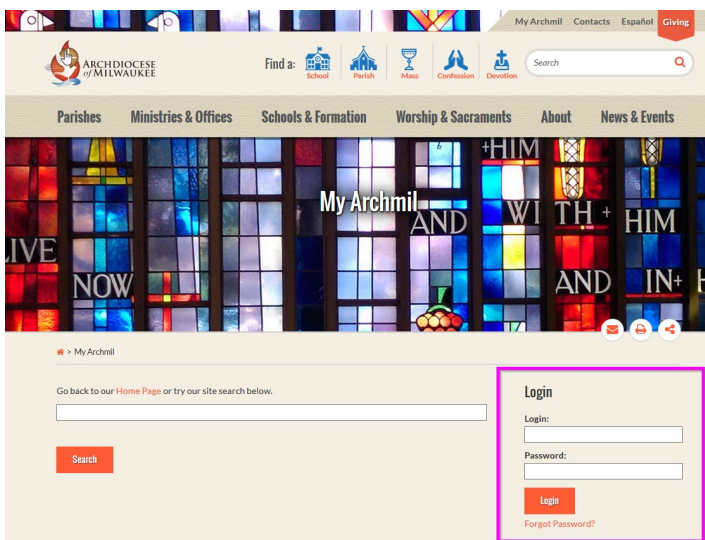 My Archmil Contacts Español Giving
ARCHDIOCESE
of MILWAUKEE
Find a:
School Parish Mass Confession Devotion
Search
Parishes Ministries & Offices Schools & Formation Worship & Sacraments About News & Events
My Archmil
+HIM
AND WITH + HIM
LIVE
NOW AND IN+
> My Archmil
Go back to our Home Page or try our site search below.
Search
Login
Login:
Password:
Login
Forgot Password?